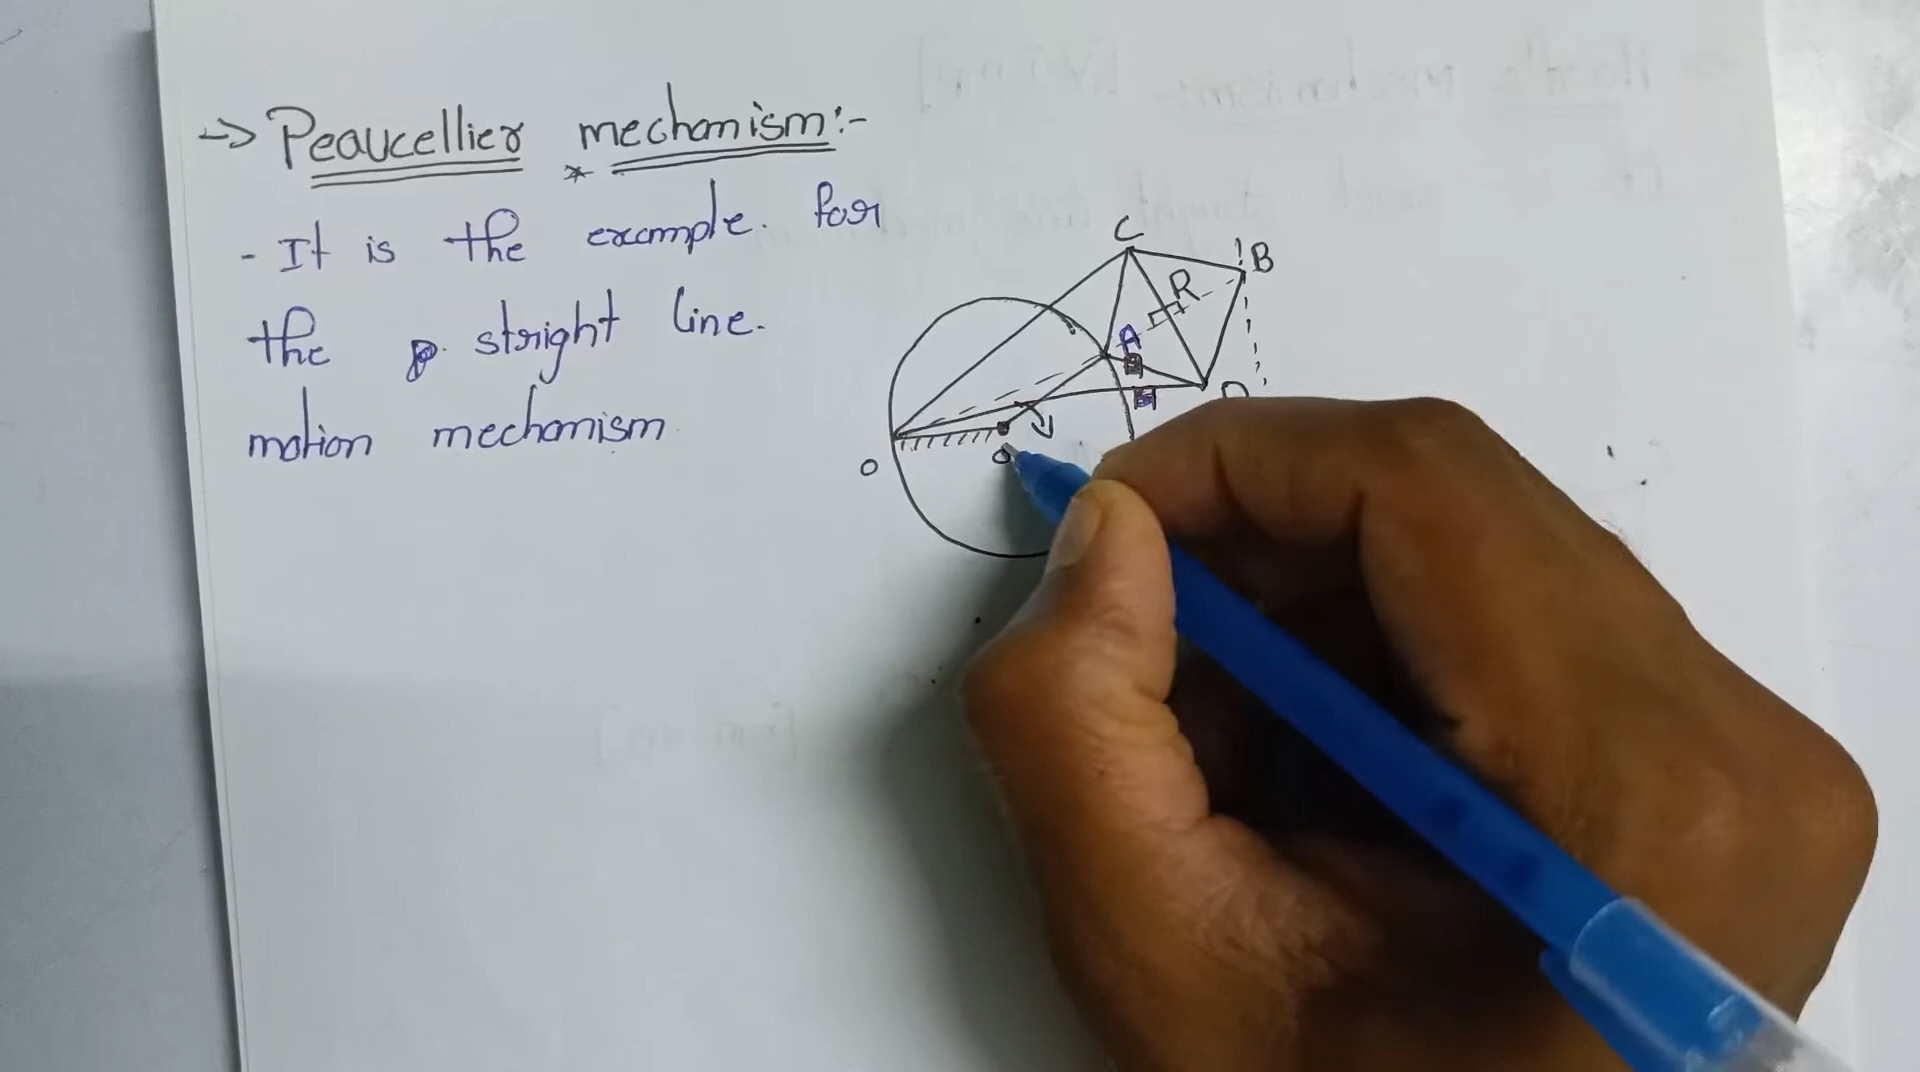 -> Peaucellier mechanism:-
- It is the example. for
the stright line.
motion mechanism
C
B
R
A
D
O
O